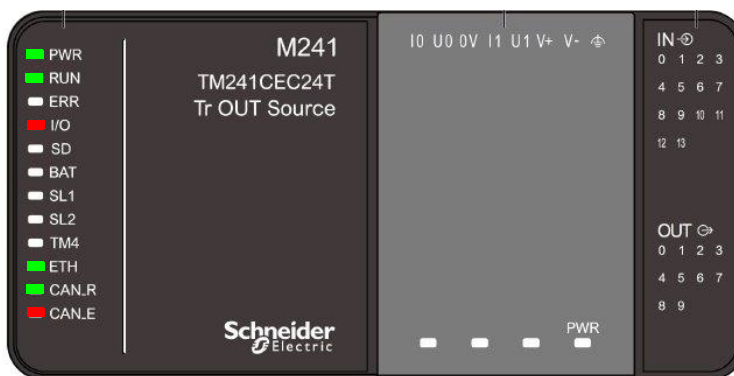 PWR
RUN
ERR
I/O
SD
BAT
SL1
SL2
TM4
ETH
CAN_R
CAN_E
M241
TM241CEC24T
Tr OUT Source
Schneider
Electric
I0 U0 0V I1 U1 V+ V-
PWR
IN
0 1 2 3
4 5 6 7
8 9 10 11
12 13
OUT
0 1 2 3
4 5 6 7
8 9